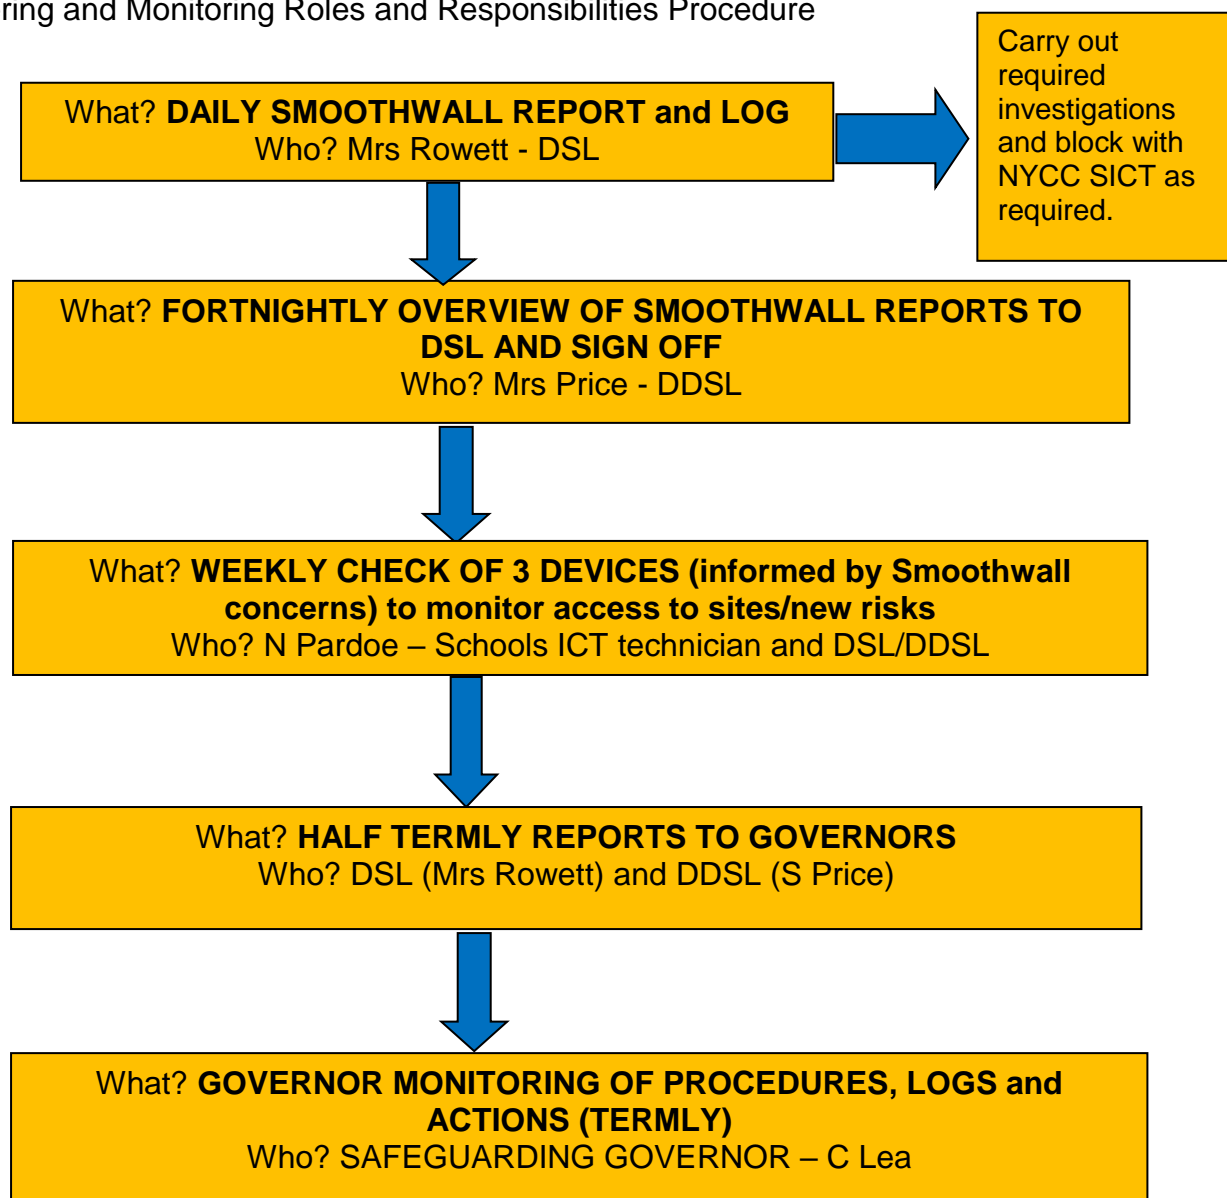 ring and Monitoring Roles and Responsibilities Procedure
Carry out
required
investigations
and block with
NYCC SICT as
required.
What? DAILY SMOOTHWALL REPORT and LOG
Who? Mrs Rowett - DSL
What? FORTNIGHTLY OVERVIEW OF SMOOTHWALL REPORTS TO
DSL AND SIGN OFF
Who? Mrs Price - DDSL
What? WEEKLY CHECK OF 3 DEVICES (informed by Smoothwall
concerns) to monitor access to sites/new risks
Who? N Pardoe – Schools ICT technician and DSL/DDSL
What? HALF TERMLY REPORTS TO GOVERNORS
Who? DSL (Mrs Rowett) and DDSL (S Price)
What? GOVERNOR MONITORING OF PROCEDURES, LOGS and
ACTIONS (TERMLY)
Who? SAFEGUARDING GOVERNOR – C Lea